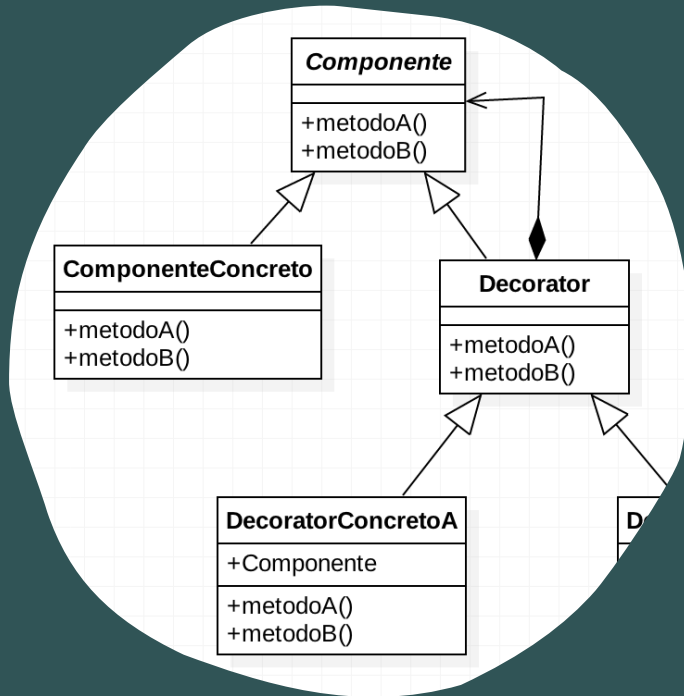 Componente
+metodoA()
+metodoB()
ComponenteConcreto
+metodoA()
+metodoB()
Decorator
+metodoA()
+metodoB()
DecoratorConcretoA
+Componente
+metodoA()
+metodoB()